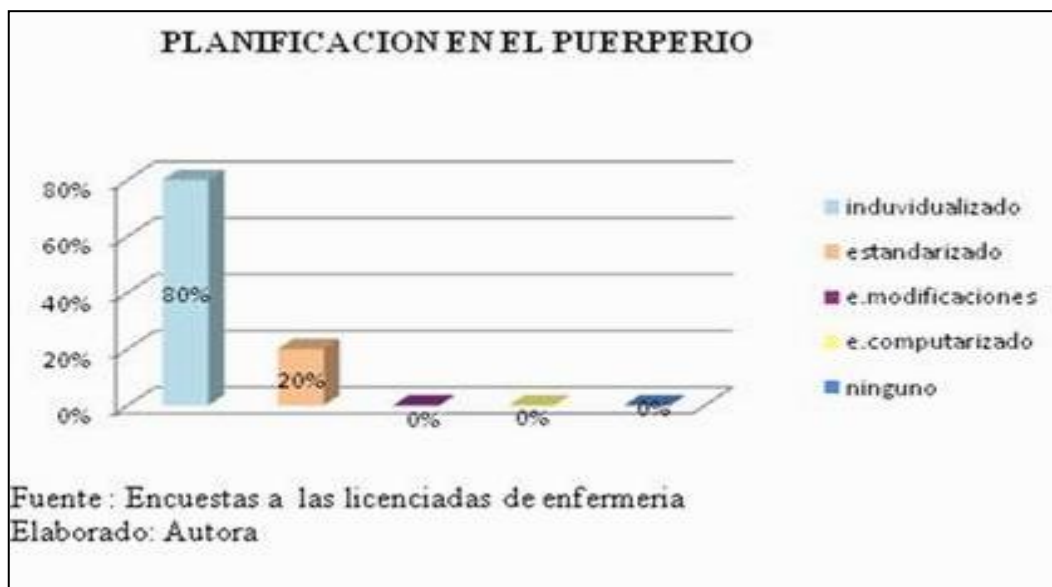 PLANIFICACION EN EL PUERPERIO
80%
60%
40%
20%
0%
80%
20%
0%
0%
0%
induvidualizado
estandarizado
e.modificaciones
e.computarizado
ninguno
Fuente : Encuestas a las licenciadas de enfermeria
Elaborado: Autora